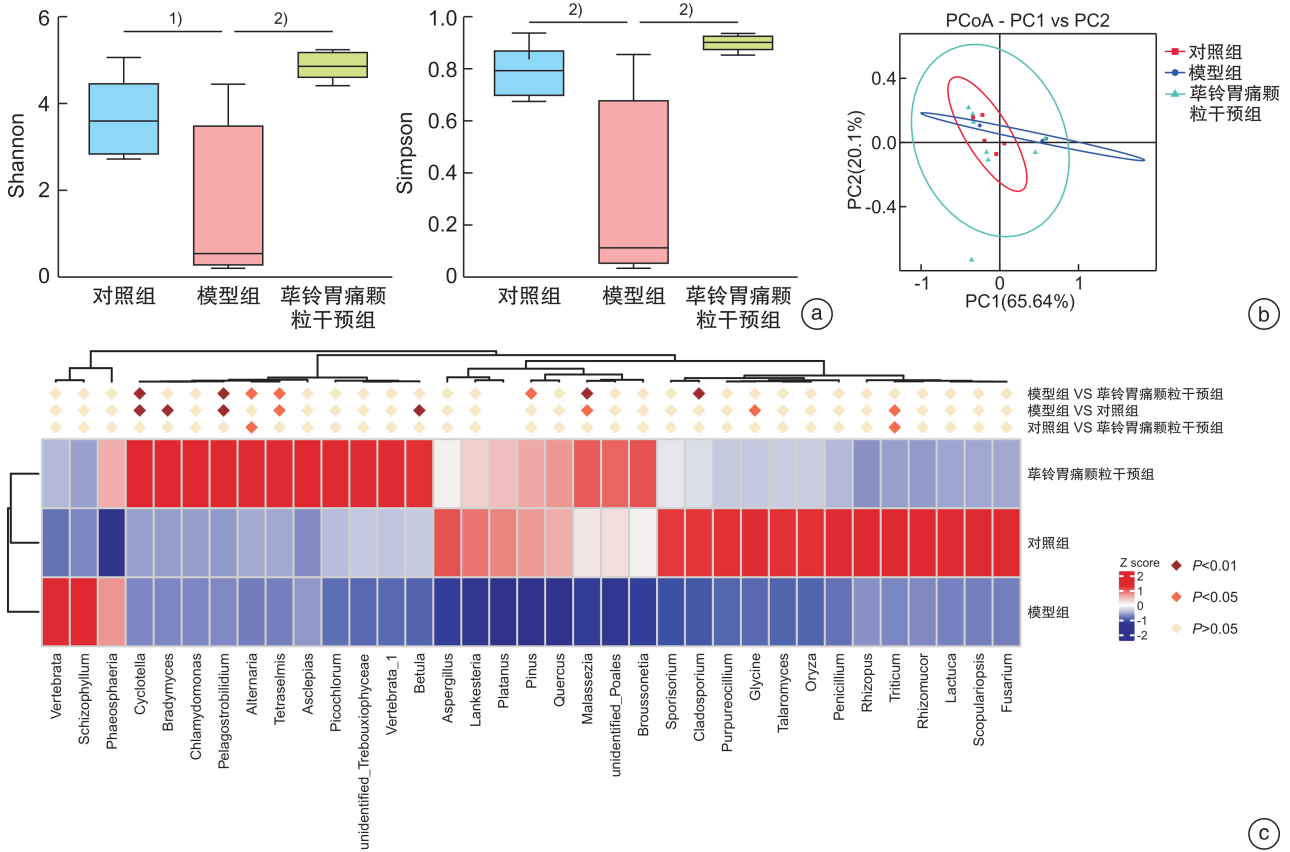 6
4
2
0
Shannon
1)
2)
对照组
模型组
荜铃胃痛颗
粒干预组
1.0
0.8
0.6
0.4
0.2
0
Simpson
2)
2)
对照组
模型组
荜铃胃痛颗
粒干预组
a
PCoA - PC1 vs PC2
0.4
0.0
-0.4
PC2(20.1%)
-1
0
1
PC1(65.64%)
对照组
模型组
荜铃胃痛颗
粒干预组
b
模型组 VS 荜铃胃痛颗粒干预组
模型组 VS 对照组
对照组 VS 荜铃胃痛颗粒干预组
荜铃胃痛颗粒干预组
对照组
模型组
Z score
2
1
0
-1
-2
P<0.01
P<0.05
P>0.05
Vertebrata
Schizophyllum
Phaeosphaeria
Cyclotella
Bradymyces
Chlamydomonas
Pelagostrobilidium
Alternaria
Tetraselmis
Asclepias
Picochlorum
unidentified_Trebouxiophyceae
Vertebrata_1
Betula
Aspergillus
Lankesteria
Platanus
Pinus
Quercus
Malassezia
unidentified_Poales
Broussonetia
Sporisorium
Cladosporium
Purpureocillium
Glycine
Talaromyces
Oryza
Penicillium
Rhizopus
Triticum
Rhizomucor
Lactuca
Scopulariopsis
Fusarium
c